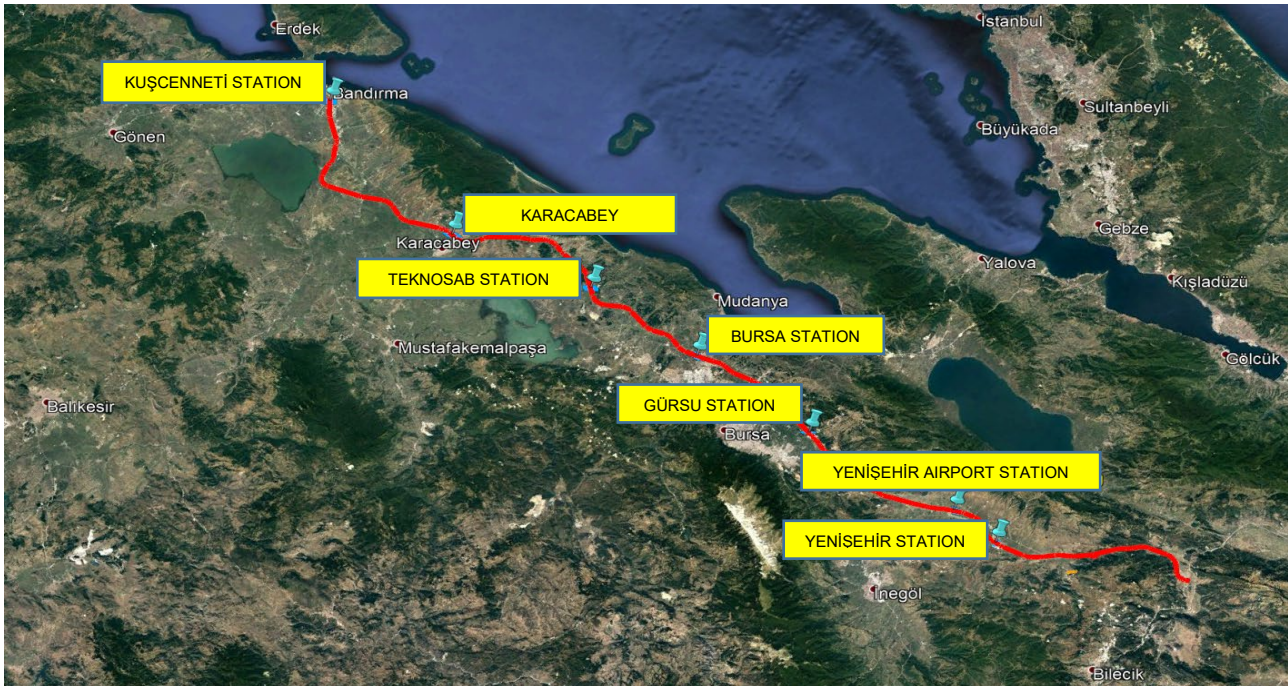 Erdek
İstanbul
KUŞCENNETİ STATION
Bandırma
Sultanbeyli
Büyükada
Gönen
KARACABEY
Gebze
Karacabey
Yalova
TEKNOSAB STATION
Kışladüzü
Mudanya
BURSA STATION
Mustafakemalpaşa
Gölcük
Balıkesir
GÜRSU STATION
Bursa
YENİŞEHİR AIRPORT STATION
YENİSEHİR STATION
İnegöl
Bilecik